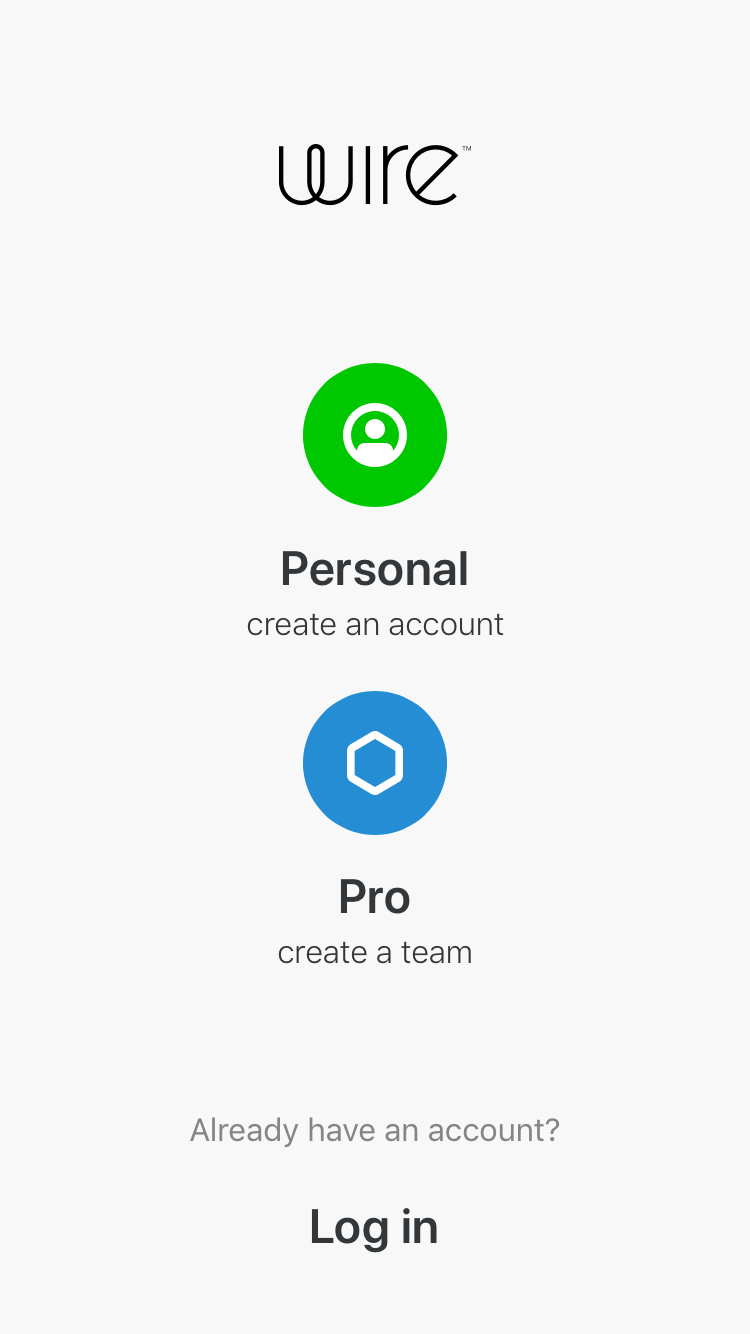 wire™
Personal
create an account
Pro
create a team
Already have an account?
Log in